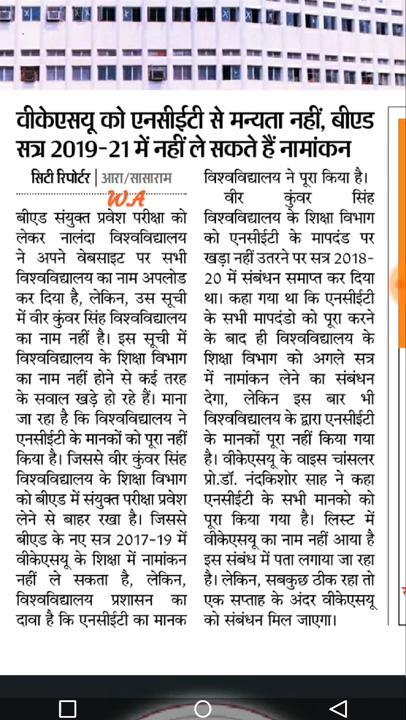 वीकेएसयू को एनसीईटी से मन्यता नहीं, बीएड
सत्र 2019-21 में नहीं ले सकते हैं नामांकन
सिटी रिपोर्टर | आरा/सासाराम
WA
बीएड संयुक्त प्रवेश परीक्षा को
लेकर नालंदा विश्वविद्यालय
ने अपने वेबसाइट पर सभी
विश्वविद्यालय का नाम अपलोड
कर दिया है, लेकिन, उस सूची
में वीर कुंवर सिंह विश्वविद्यालय
का नाम नहीं है। इस सूची में
विश्वविद्यालय के शिक्षा विभाग
का नाम नहीं होने से कई तरह
के सवाल खड़े हो रहे हैं। माना
जा रहा है कि विश्वविद्यालय ने
एनसीईटी के मानकों को पूरा नहीं
किया है। जिससे वीर कुंवर सिंह
विश्वविद्यालय के शिक्षा विभाग
को बीएड में संयुक्त परीक्षा प्रवेश
लेने से बाहर रखा है। जिससे
बीएड के नए सत्र 2017-19 में
वीकेएसयू के शिक्षा में नामांकन
नहीं ले सकता है, लेकिन,
विश्वविद्यालय प्रशासन का
दावा है कि एनसीईटी का मानक
विश्वविद्यालय ने पूरा किया है।
वीर कुंवर सिंह
विश्वविद्यालय के शिक्षा विभाग
को एनसीईटी के मापदंड पर
खड़ा नहीं उतरने पर सत्र 2018-
20 में संबंधन समाप्त कर दिया
था। कहा गया था कि एनसीईटी
के सभी मापदंडो को पूरा करने
के बाद ही विश्वविद्यालय के
शिक्षा विभाग को अगले सत्र
में नामांकन लेने का संबंधन
देगा, लेकिन इस बार भी
विश्वविद्यालय के द्वारा एनसीईटी
के मानकों पूरा नहीं किया गया
है। वीकेएसयू के वाइस चांसलर
प्रो.डॉ. नंदकिशोर साह ने कहा
एनसीईटी के सभी मानको को
पूरा किया गया है। लिस्ट में
वीकेएसयू का नाम नहीं आया है
इस संबंध में पता लगाया जा रहा
है। लेकिन, सबकुछ ठीक रहा तो
एक सप्ताह के अंदर वीकेएसयू
को संबंधन मिल जाएगा।